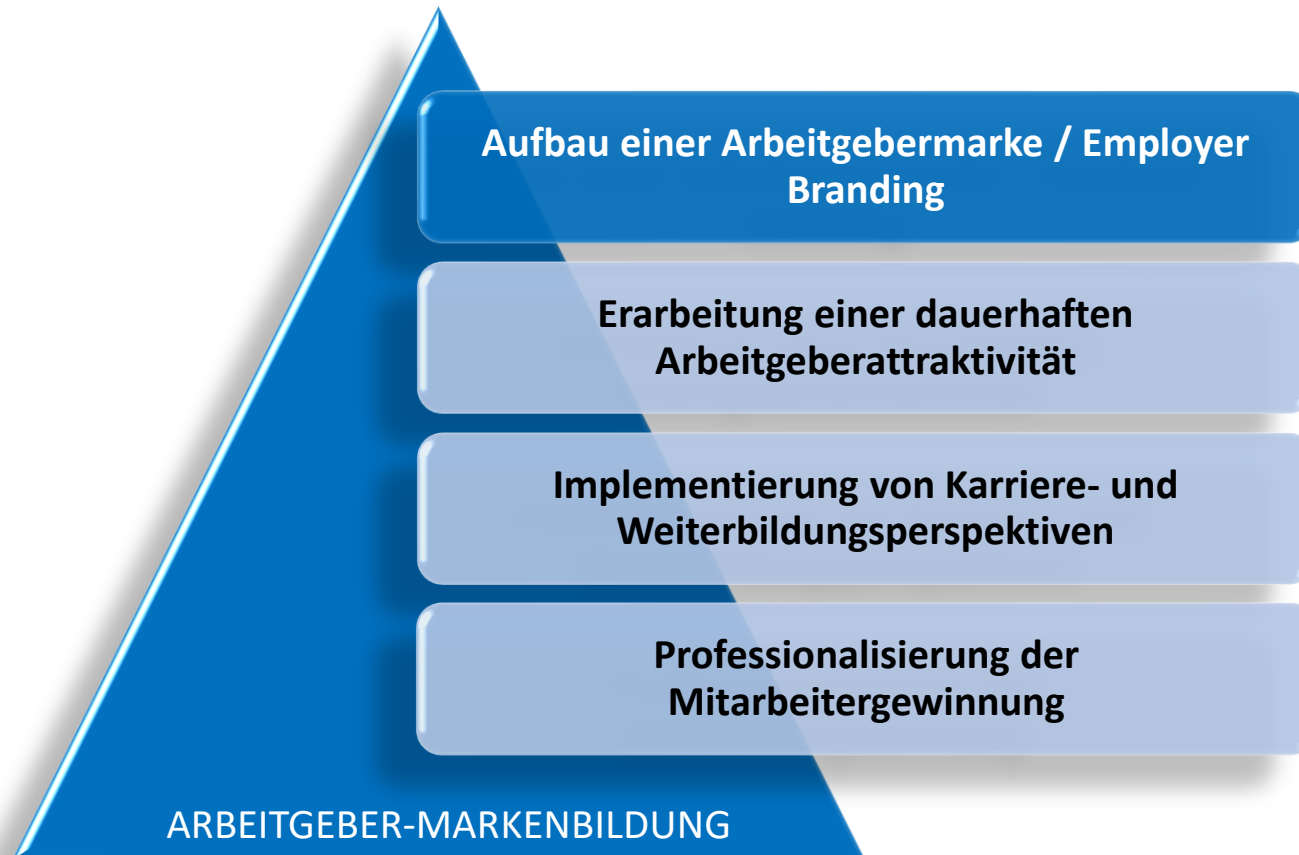 Aufbau einer Arbeitgebermarke / Employer
Branding
Erarbeitung einer dauerhaften
Arbeitgeberattraktivität
Implementierung von Karriere- und
Weiterbildungsperspektiven
Professionalisierung der
Mitarbeitergewinnung
ARBEITGEBER-MARKENBILDUNG